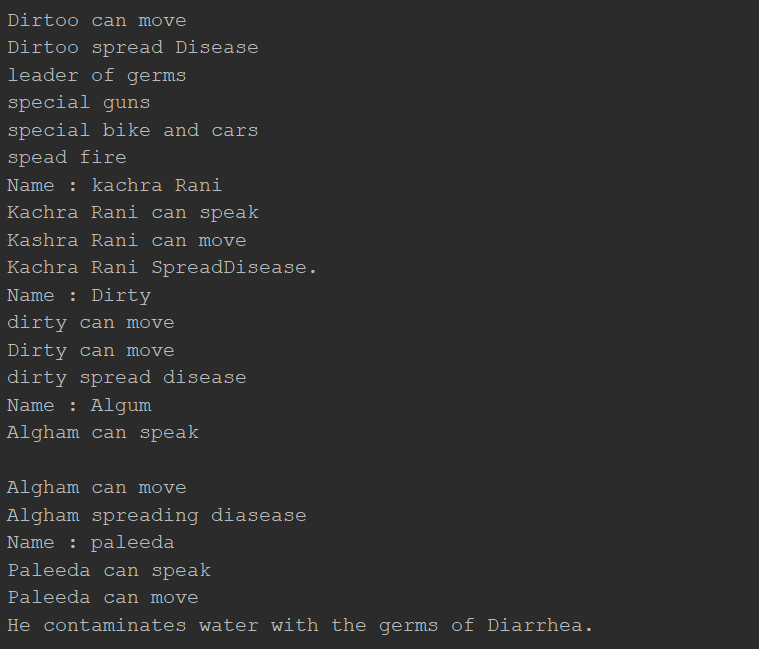 Dirtoo can move
Dirtoo spread Disease
leader of germs
special guns
special bike and cars
spead fire
Name : kachra Rani
Kachra Rani can speak
Kashra Rani can move
Kachra Rani SpreadDisease.
Name : Dirty
dirty can move
Dirty can move
dirty spread disease
Name : Algum
Algham can speak
Algham can move
Algham spreading diasease
Name : paleeda
Paleeda can speak
Paleeda can move
He contaminates water with the germs of Diarrhea.